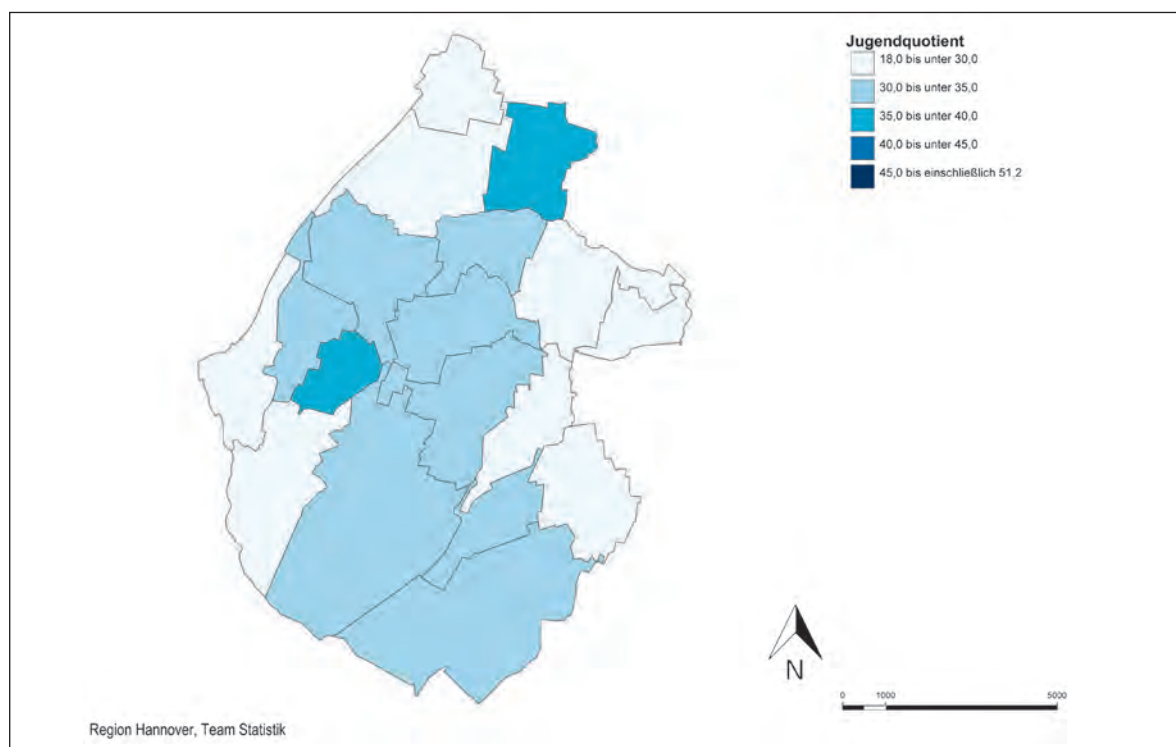 Jugendquotient
18,0 bis unter 30,0
30,0 bis unter 35,0
35,0 bis unter 40,0
40,0 bis unter 45,0
45,0 bis einschließlich 51,2
N
0 1000 5000
Region Hannover, Team Statistik